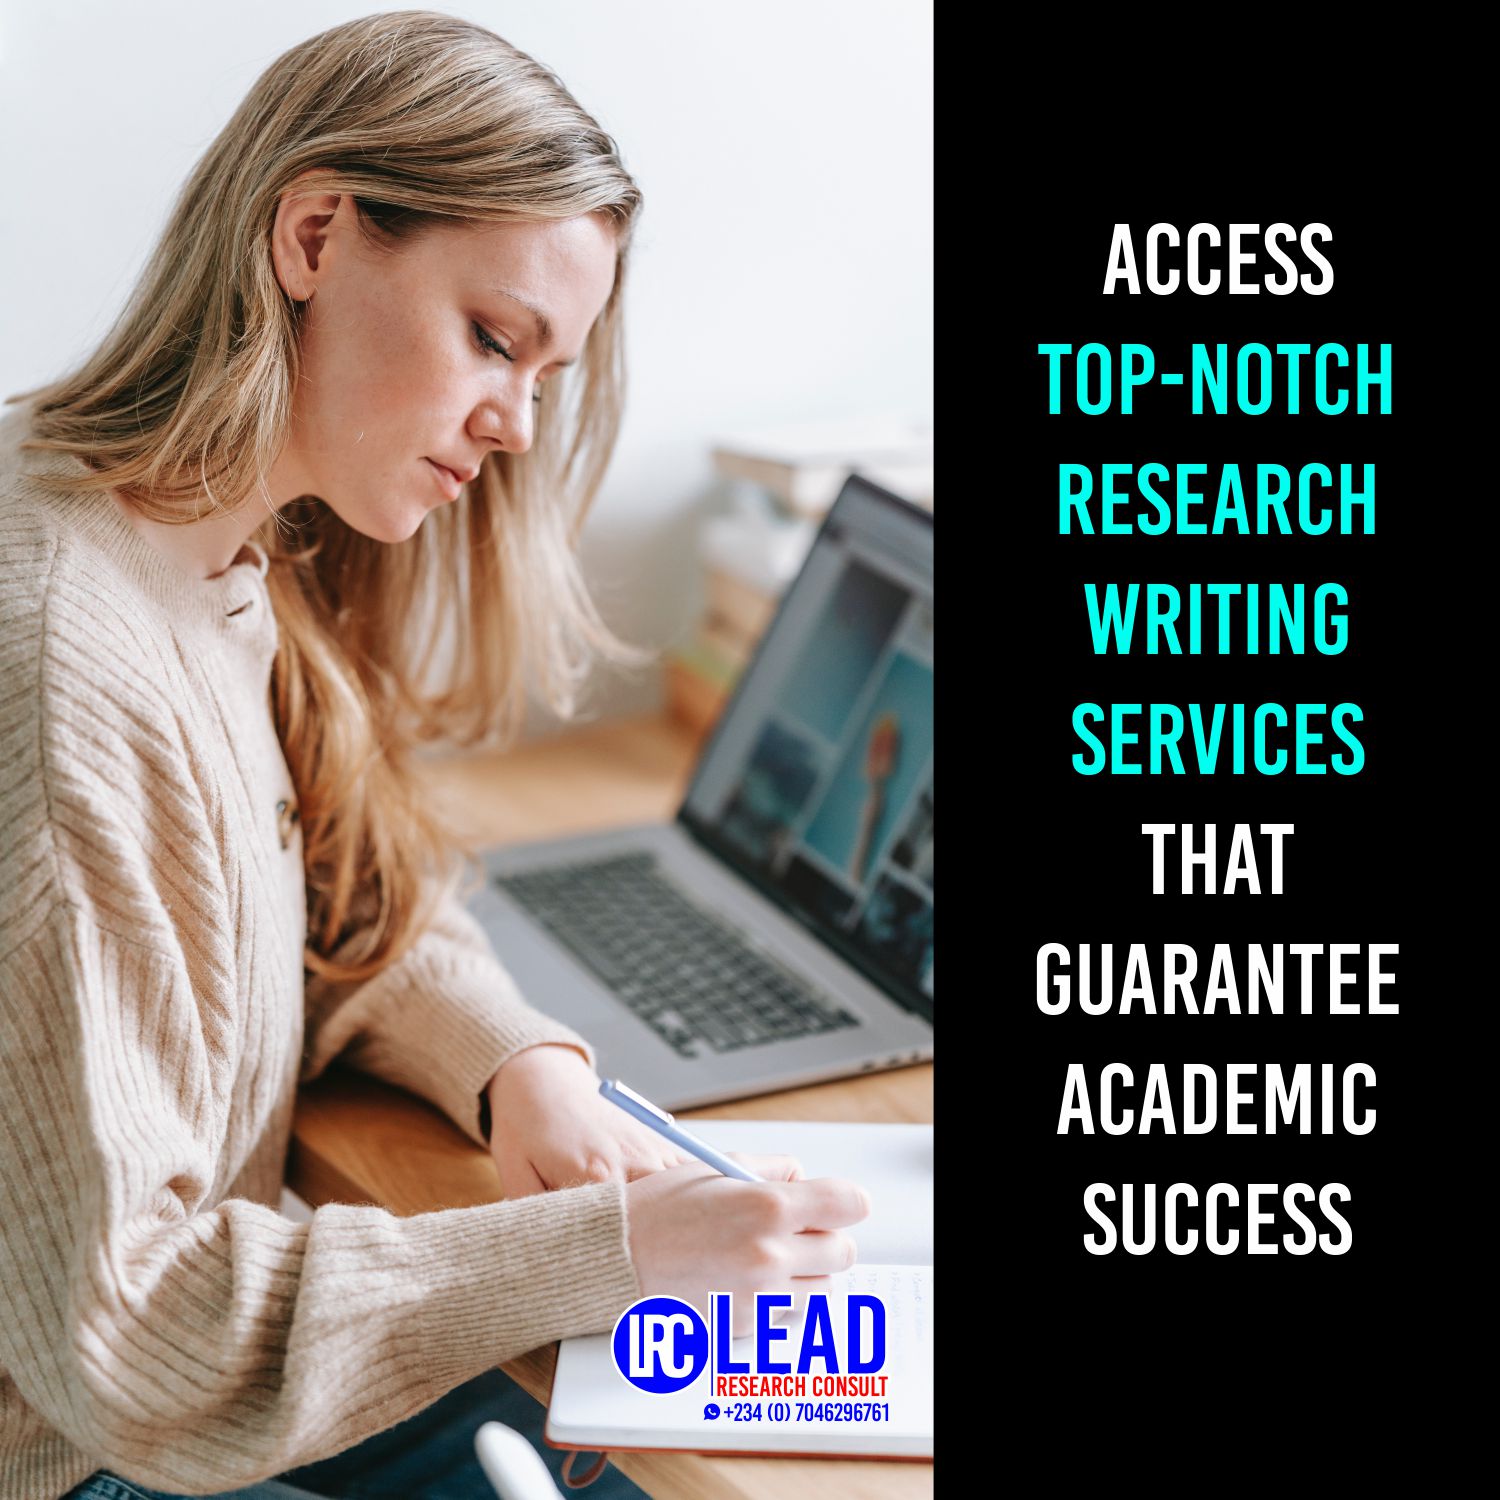 ACCESS
TOP-NOTCH
RESEARCH
WRITING
SERVICES
THAT
GUARANTEE
ACADEMIC
SUCCESS
LRC LEAD
RESEARCH CONSULT
+234 (0) 7046296761